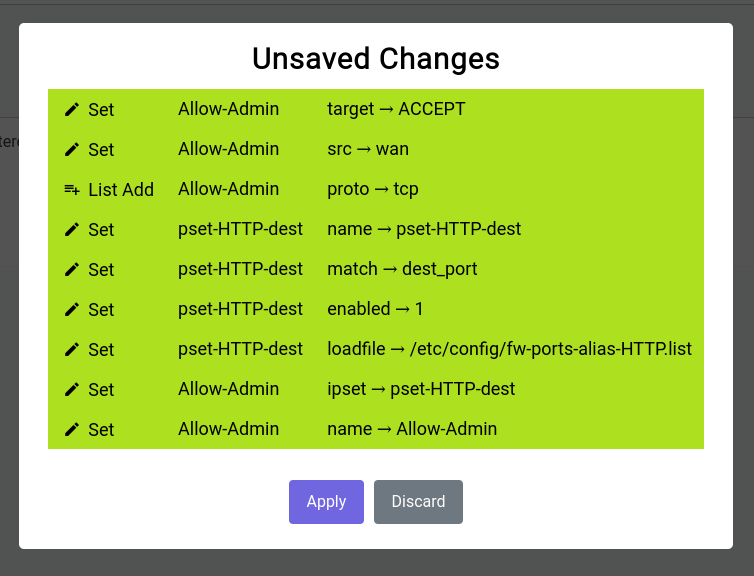 Unsaved Changes
Set Allow-Admin target → ACCEPT
Set Allow-Admin src → wan
List Add Allow-Admin proto → tcp
Set pset-HTTP-dest name → pset-HTTP-dest
Set pset-HTTP-dest match → dest_port
Set pset-HTTP-dest enabled → 1
Set pset-HTTP-dest loadfile → /etc/config/fw-ports-alias-HTTP.list
Set Allow-Admin ipset → pset-HTTP-dest
Set Allow-Admin name → Allow-Admin
Apply Discard